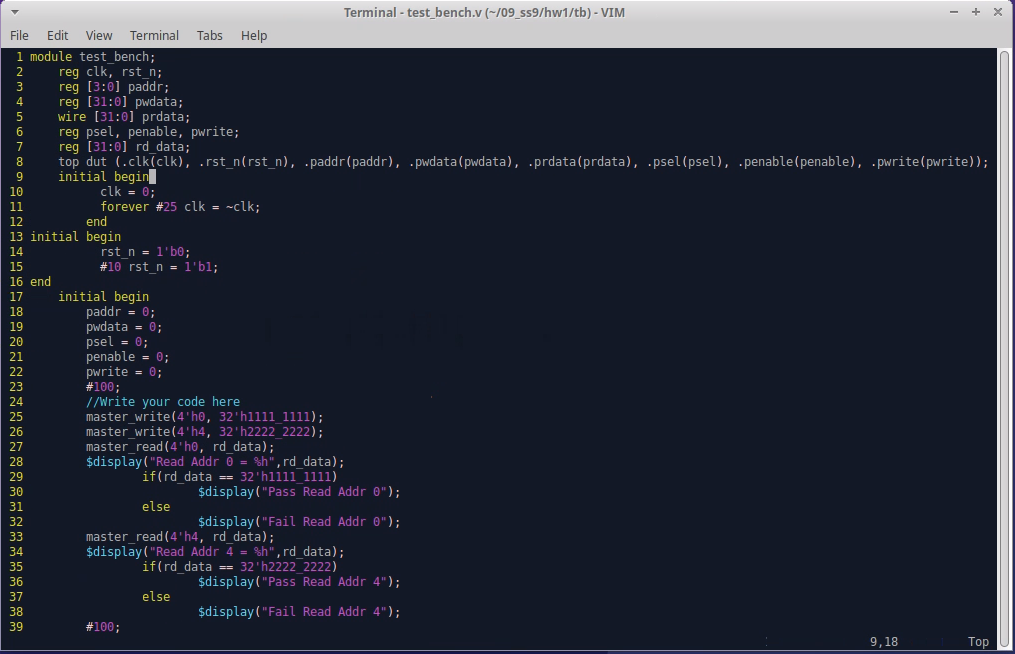 Terminal - test_bench.v (~/09_ss9/hw1/tb) - VIM
File Edit View Terminal Tabs Help
1 module test_bench;
2     reg clk, rst_n;
3     reg [3:0] paddr;
4     reg [31:0] pwdata;
5     wire [31:0] prdata;
6     reg psel, penable, pwrite;
7     reg [31:0] rd_data;
8     top dut (.clk(clk), .rst_n(rst_n), .paddr(paddr), .pwdata(pwdata), .prdata(prdata), .psel(psel), .penable(penable), .pwrite(pwrite));
9     initial begin
10           clk = 0;
11           forever #25 clk = ~clk;
12         end
13 initial begin
14           rst_n = 1'b0;
15           #10 rst_n = 1'b1;
16 end
17     initial begin
18         paddr = 0;
19         pwdata = 0;
20         psel = 0;
21         penable = 0;
22         pwrite = 0;
23         #100;
24         //Write your code here
25         master_write(4'h0, 32'h1111_1111);
26         master_write(4'h4, 32'h2222_2222);
27         master_read(4'h0, rd_data);
28         $display("Read Addr 0 = %h",rd_data);
29                 if(rd_data == 32'h1111_1111)
30                         $display("Pass Read Addr 0");
31                 else
32                         $display("Fail Read Addr 0");
33         master_read(4'h4, rd_data);
34         $display("Read Addr 4 = %h",rd_data);
35                 if(rd_data == 32'h2222_2222)
36                         $display("Pass Read Addr 4");
37                 else
38                         $display("Fail Read Addr 4");
39         #100;
9,18 Top